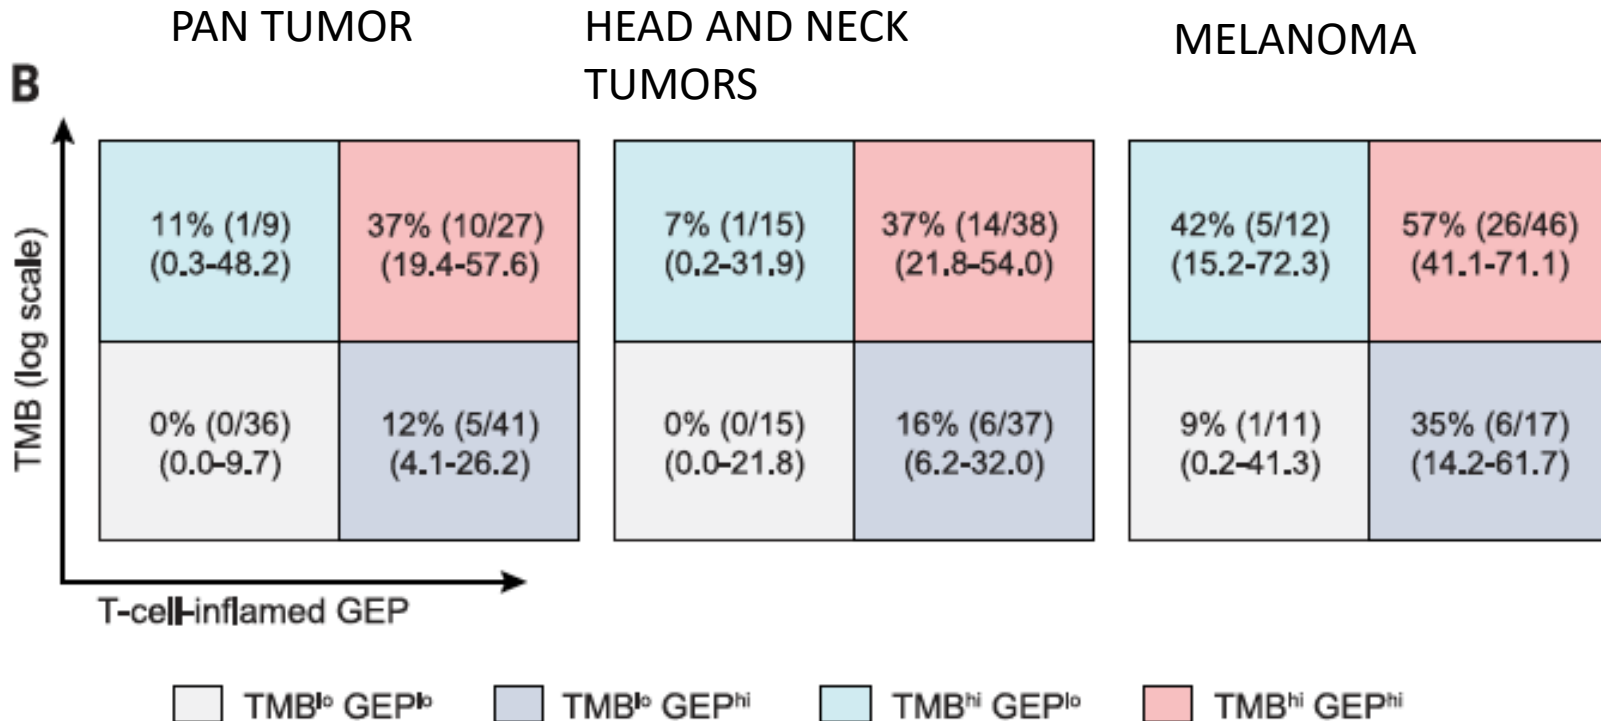 PAN TUMOR
HEAD AND NECK
TUMORS
MELANOMA
B
TMB (log scale)
11% (1/9)
(0.3-48.2)
37% (10/27)
(19.4-57.6)
0% (0/36)
(0.0-9.7)
12% (5/41)
(4.1-26.2)
7% (1/15)
(0.2-31.9)
37% (14/38)
(21.8-54.0)
0% (0/15)
(0.0-21.8)
16% (6/37)
(6.2-32.0)
42% (5/12)
(15.2-72.3)
57% (26/46)
(41.1-71.1)
9% (1/11)
(0.2-41.3)
35% (6/17)
(14.2-61.7)
T-cell-inflamed GEP
TMBˡᵒ GEPˡᵒ
TMBˡᵒ GEPʰⁱ
TMBʰⁱ GEPˡᵒ
TMBʰⁱ GEPʰⁱ